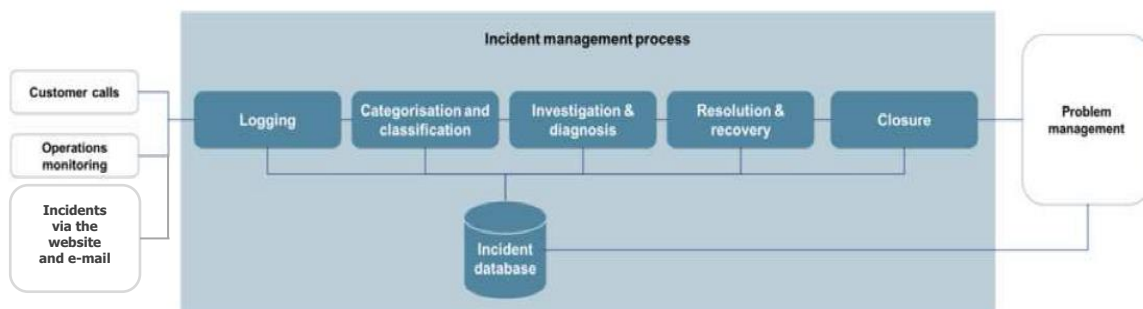 Incident management process
Customer calls
Operations
monitoring
Incidents
via the
website
and e-mail
Logging
Categorisation and
classification
Investigation &
diagnosis
Resolution &
recovery
Closure
Problem
management
Incident
database